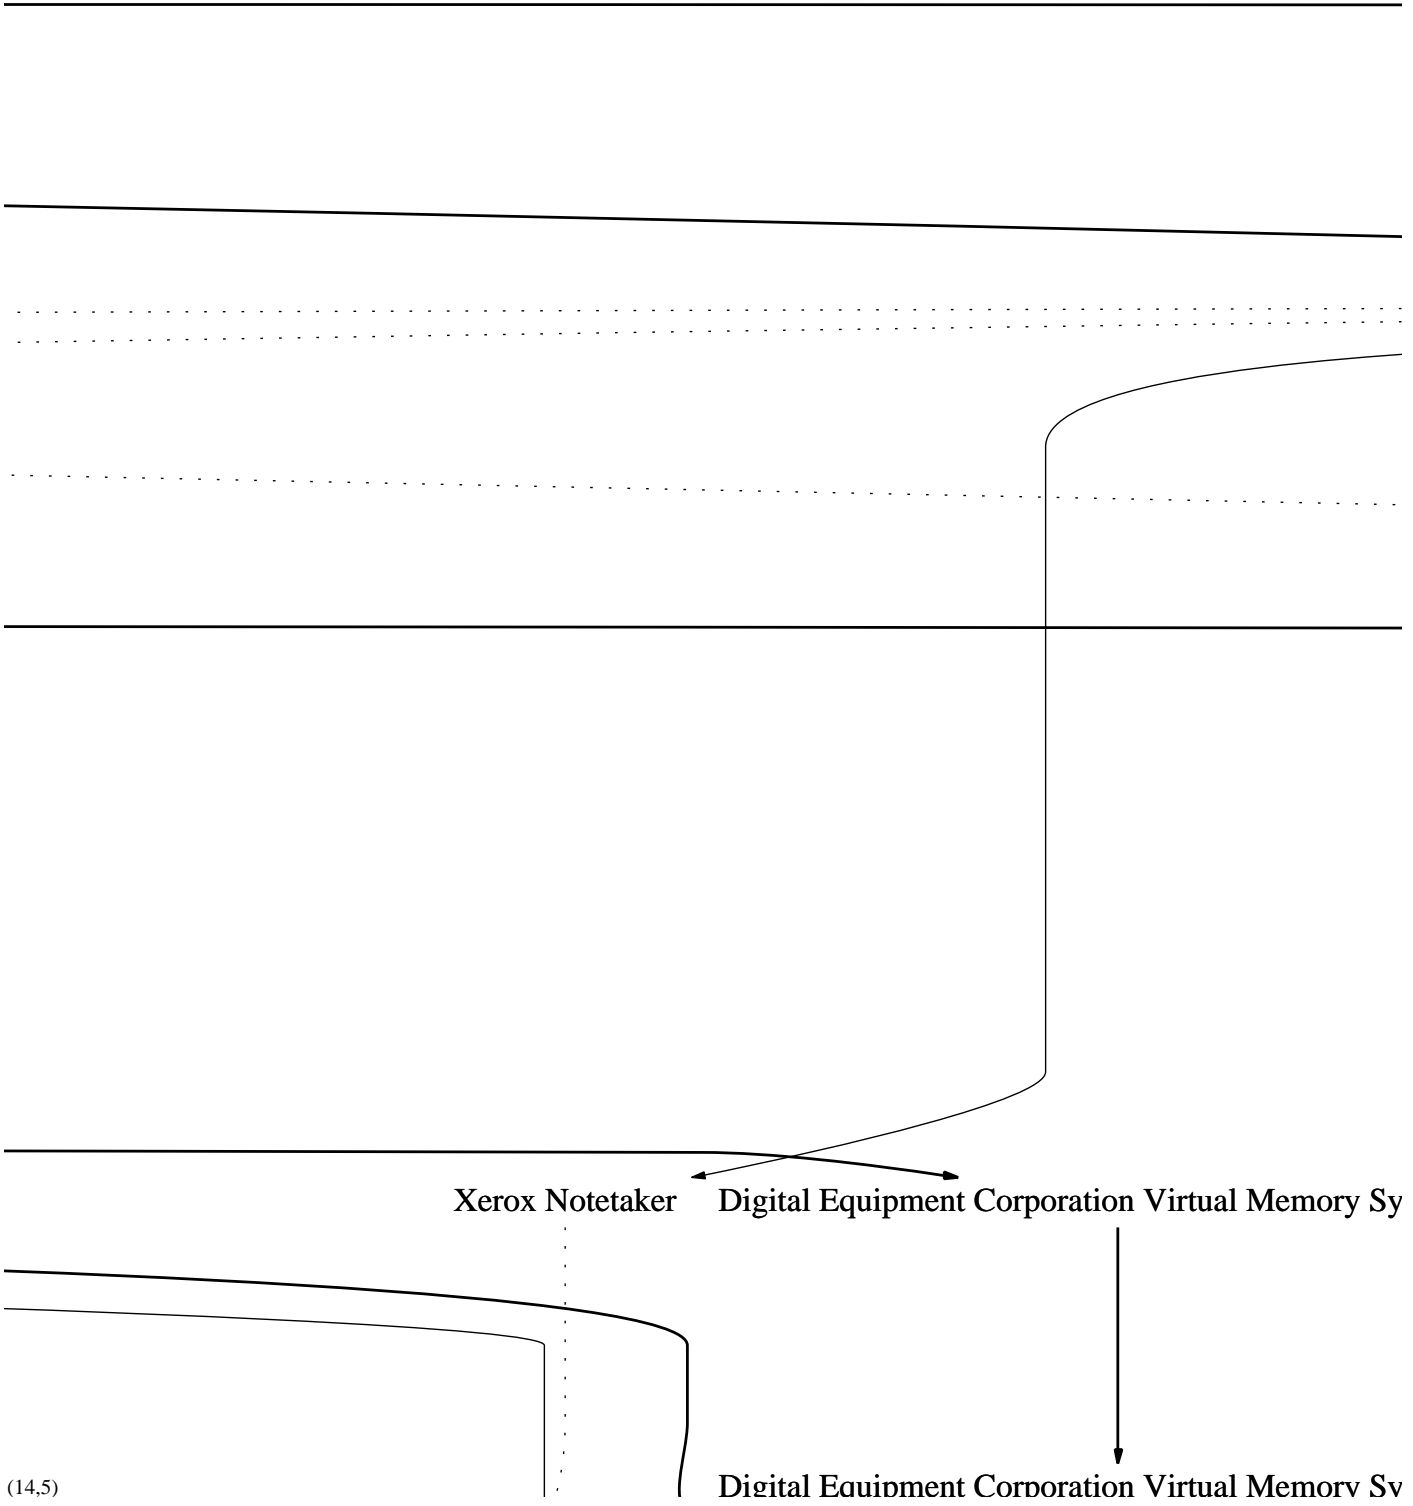 Xerox Notetaker
Digital Equipment Corporation Virtual Memory Sy
(14,5)
Digital Equipment Corporation Virtual Memory Sy